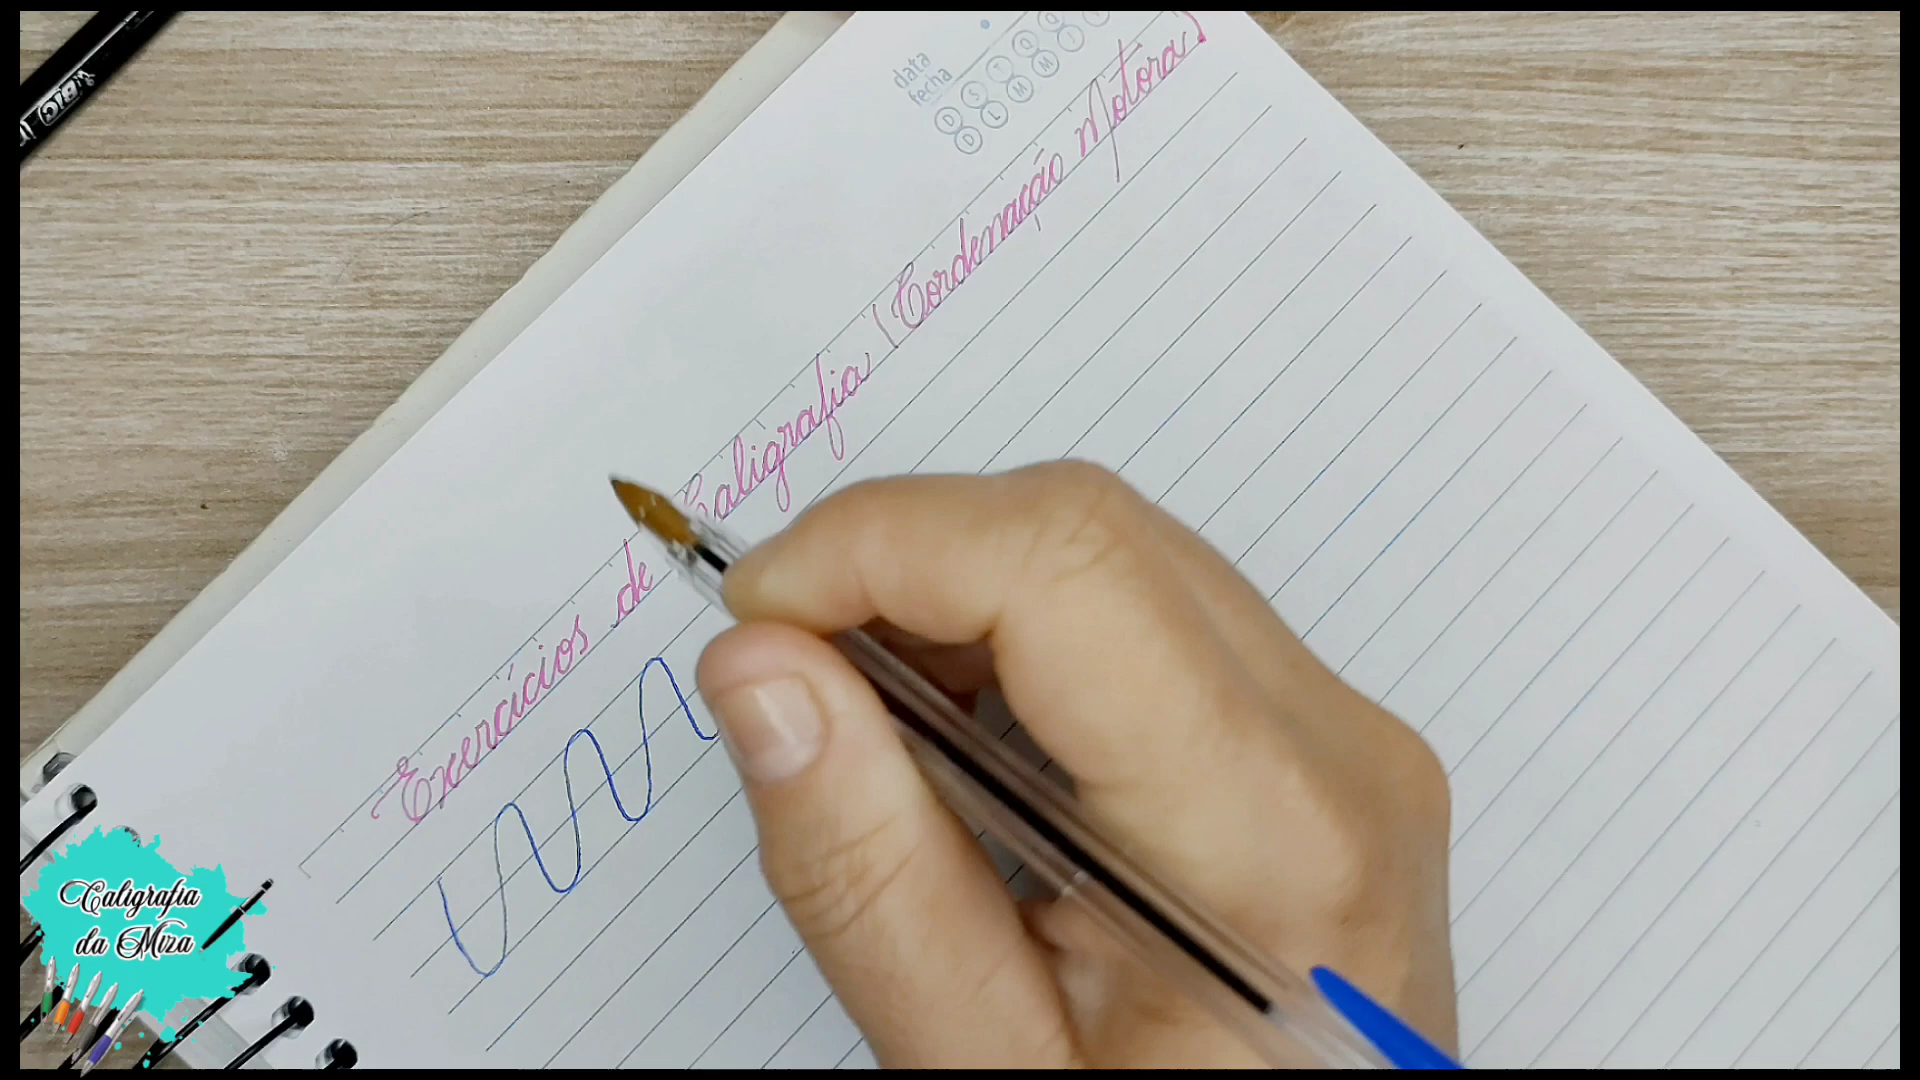 data
fecha
D S T Q Q
D L M M J V
Exercícios de Caligrafia (Cordenação Motora)
BIC
Caligrafia
da Miza